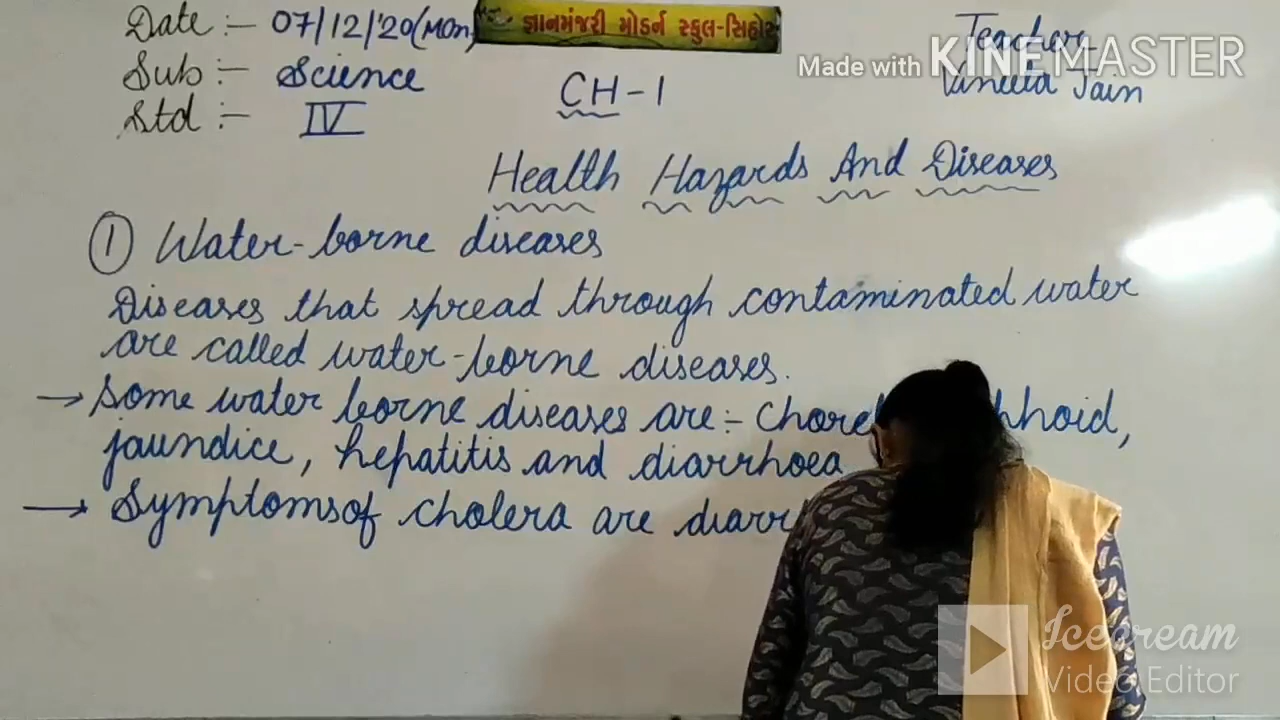 Date :- 07/12/'20(Mon)
જ્ઞાનમંજરી મોડર્ન સ્કુલ-સિહોર
Teacher
Made with KINEMASTER
Sub :- Science
CH-1
Vineeta Jain
Std :- IV
Health Hazards And Diseases
① Water-borne diseases
Diseases that spread through contaminated water
are called water-borne diseases.
→ Some water borne diseases are :-
jaundice, hepatitis and diarrhoea
→ Symptoms of cholera are
Icecream
Video Editor